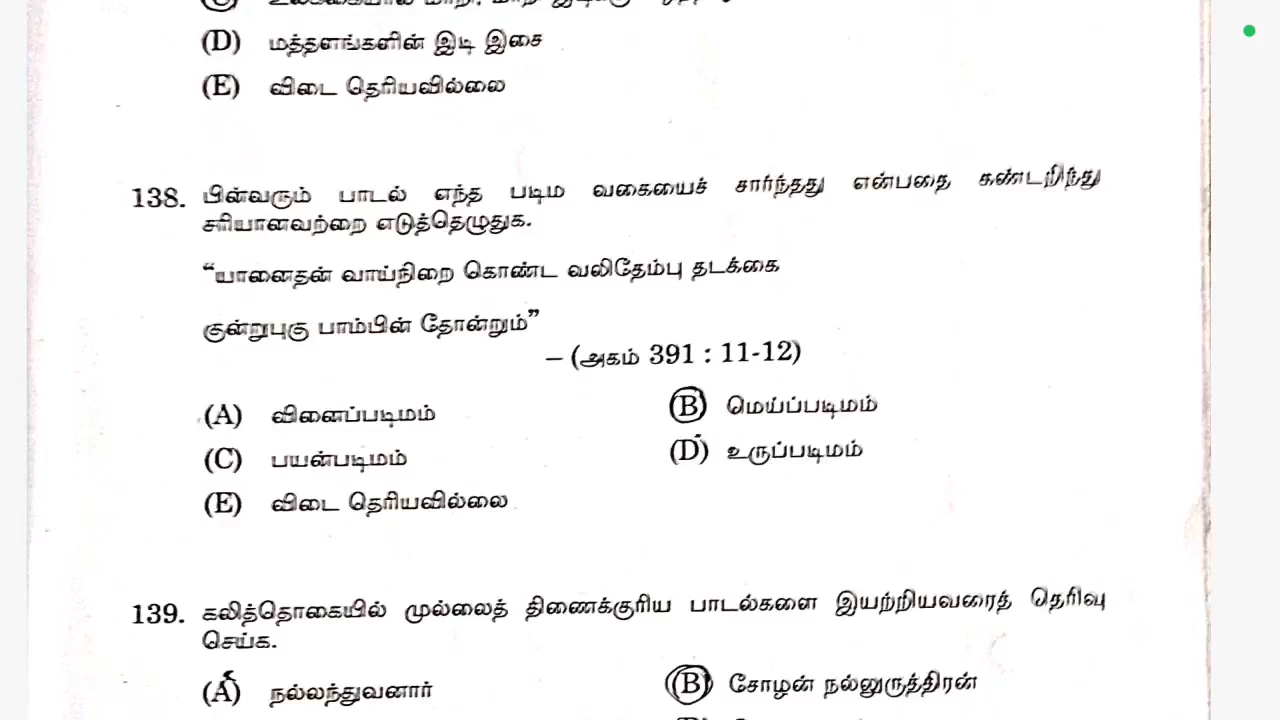 (D) மத்தளங்களின் இடி இசை
(E) விடை தெரியவில்லை
138. பின்வரும் பாடல் எந்த படிம வகையைச் சார்ந்தது என்பதை கண்டறிந்து
சரியானவற்றை எடுத்தெழுதுக.
“யானைதன் வாய்நிறை கொண்ட வலிதேம்பு தடக்கை
குன்றுபுகு பாம்பின் தோன்றும்”
– (அகம் 391 : 11-12)
(A) வினைப்படிமம் (B) மெய்ப்படிமம்
(C) பயன்படிமம் (D) உருப்படிமம்
(E) விடை தெரியவில்லை
139. கலித்தொகையில் முல்லைத் திணைக்குரிய பாடல்களை இயற்றியவரைத் தெரிவு
செய்க.
(A) நல்லந்துவனார் (B) சோழன் நல்லுருத்திரன்